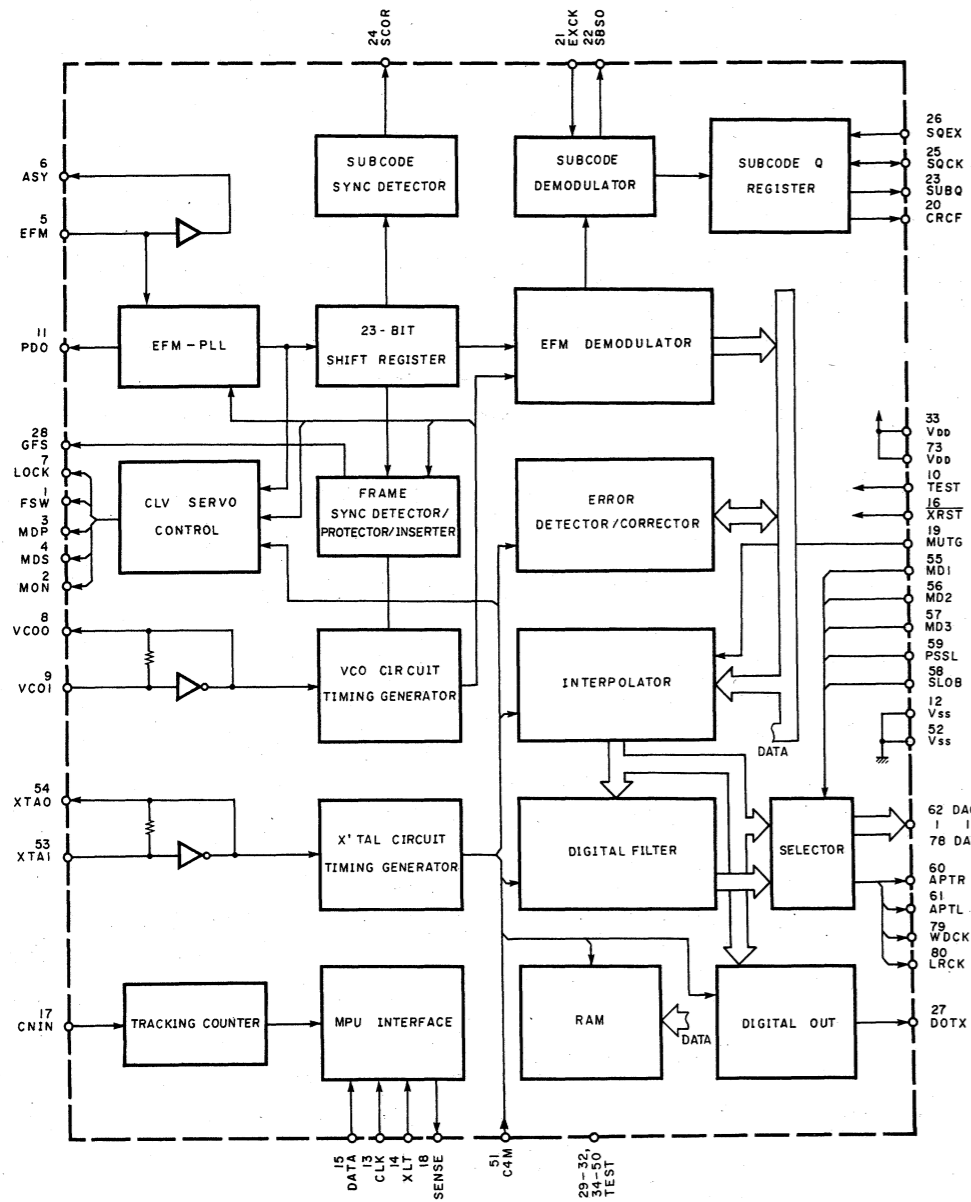 24
SCOR
21
EXCK
22
SBSO
6
ASY
5
EFM
SUBCODE
SYNC DETECTOR
SUBCODE
DEMODULATOR
SUBCODE Q
REGISTER
26
SQEX
25
SQCK
23
SUBQ
20
CRCF
11
PDO
EFM-PLL
23-BIT
SHIFT REGISTER
EFM DEMODULATOR
28
GFS
7
LOCK
1
FSW
3
MDP
4
MDS
2
MON
CLV SERVO
CONTROL
FRAME
SYNC DETECTOR/
PROTECTOR/INSERTER
ERROR
DETECTOR/CORRECTOR
33
VDD
73
VDD
10
TEST
16
XRST
19
MUTG
55
MD1
56
MD2
57
MD3
59
PSSL
58
SLOB
12
Vss
52
Vss
8
VCOO
9
VCOI
VCO CIRCUIT
TIMING GENERATOR
INTERPOLATOR
DATA
54
XTAO
53
XTAI
X'TAL CIRCUIT
TIMING GENERATOR
DIGITAL FILTER
SELECTOR
78 DA
60
APTR
61
APTL
79
WDCK
80
LRCK
17
CNIN
TRACKING COUNTER
MPU INTERFACE
RAM
DATA
DIGITAL OUT
27
DOTX
15
DATA
13
CLK
14
XLT
18
SENSE
51
C4M
29-32,
34-50
TEST